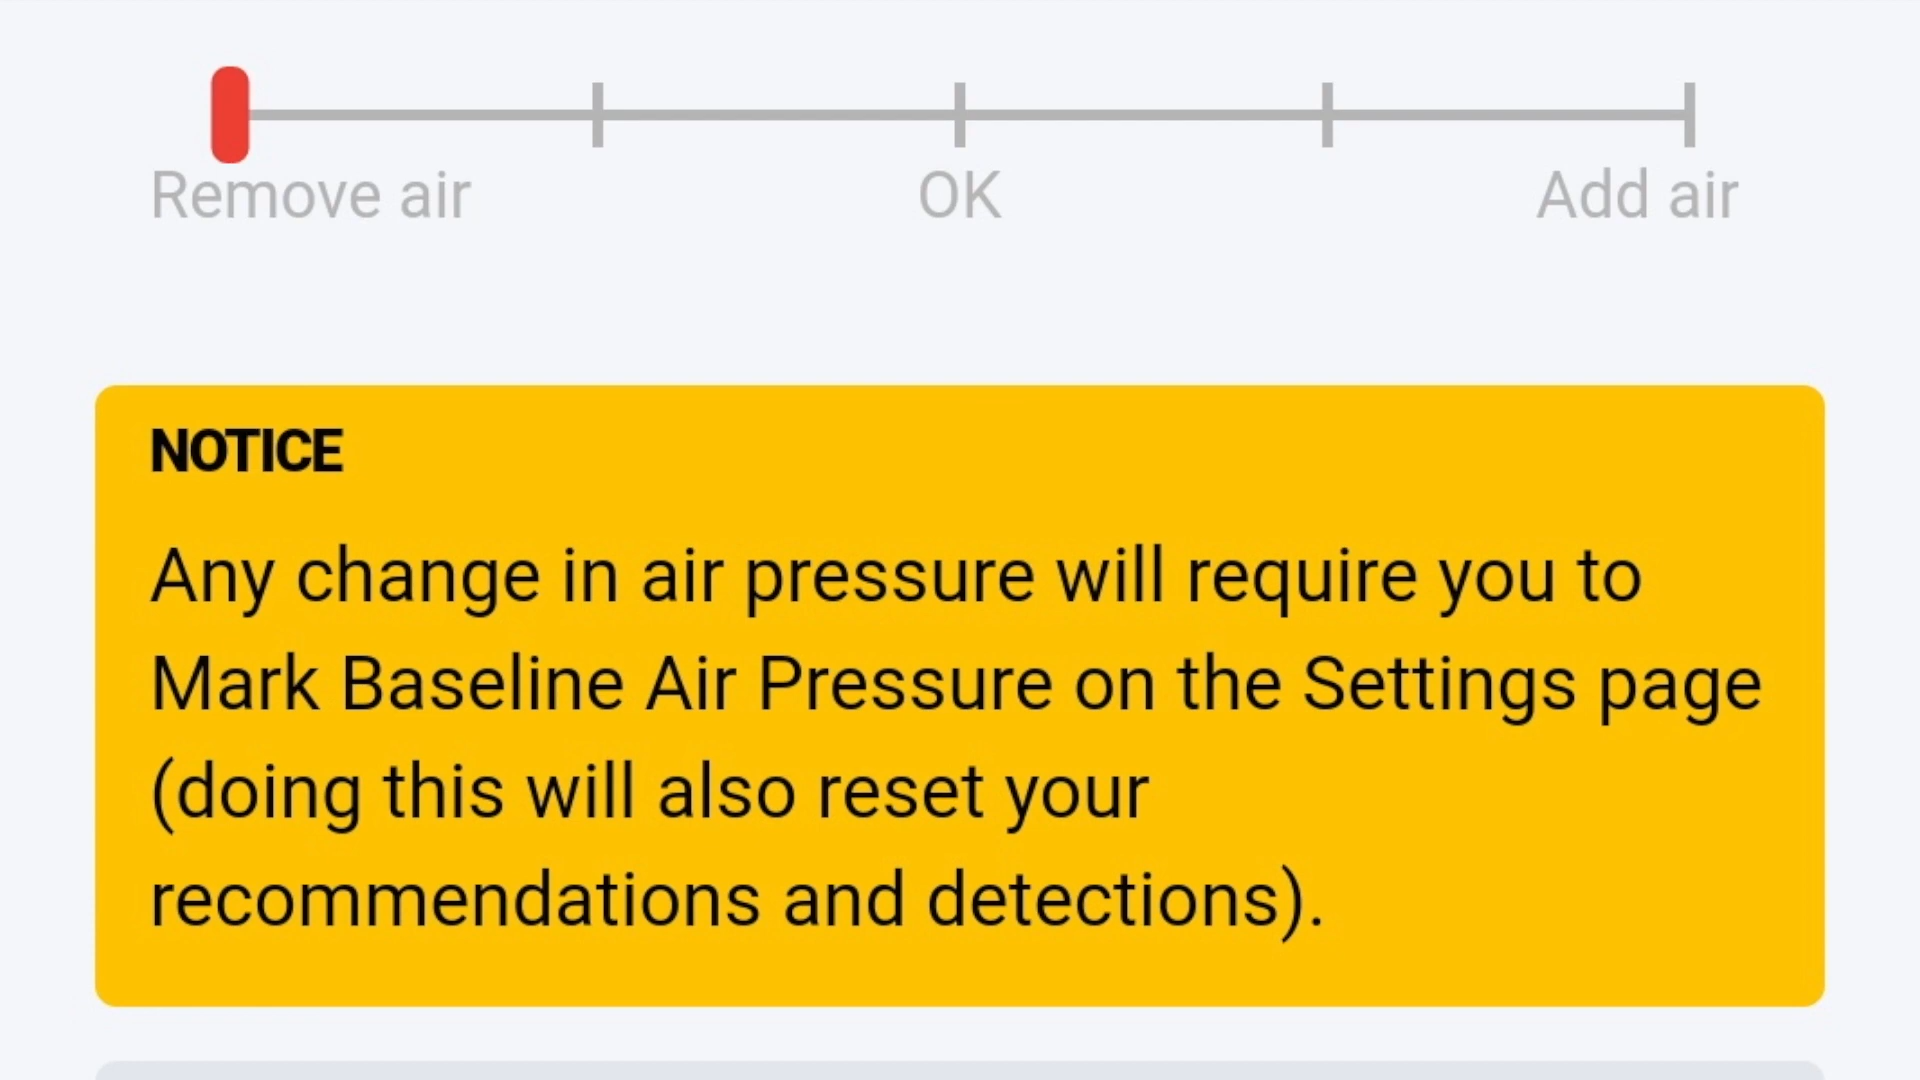 Remove air OK Add air
NOTICE
Any change in air pressure will require you to
Mark Baseline Air Pressure on the Settings page
(doing this will also reset your
recommendations and detections).